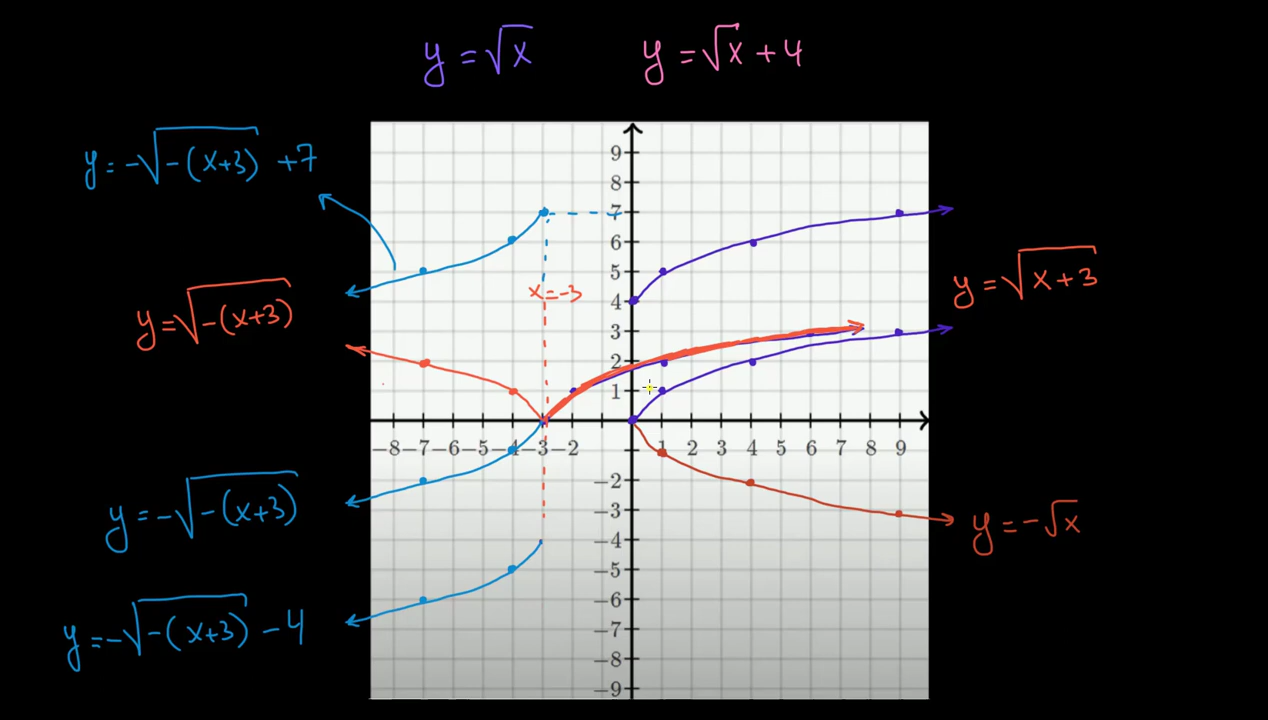 y = √x
y = √x + 4
y = -√-(x+3) + 7
y = √-(x+3)
y = -√-(x+3)
y = -√-(x+3) - 4
x = -3
9
8
7
6
5
4
3
2
1
-8 -7 -6 -5 -4 -3 -2 1 2 3 4 5 6 7 8 9
-2
-3
-4
-5
-6
-7
-8
-9
y = √x+3
y = -√x